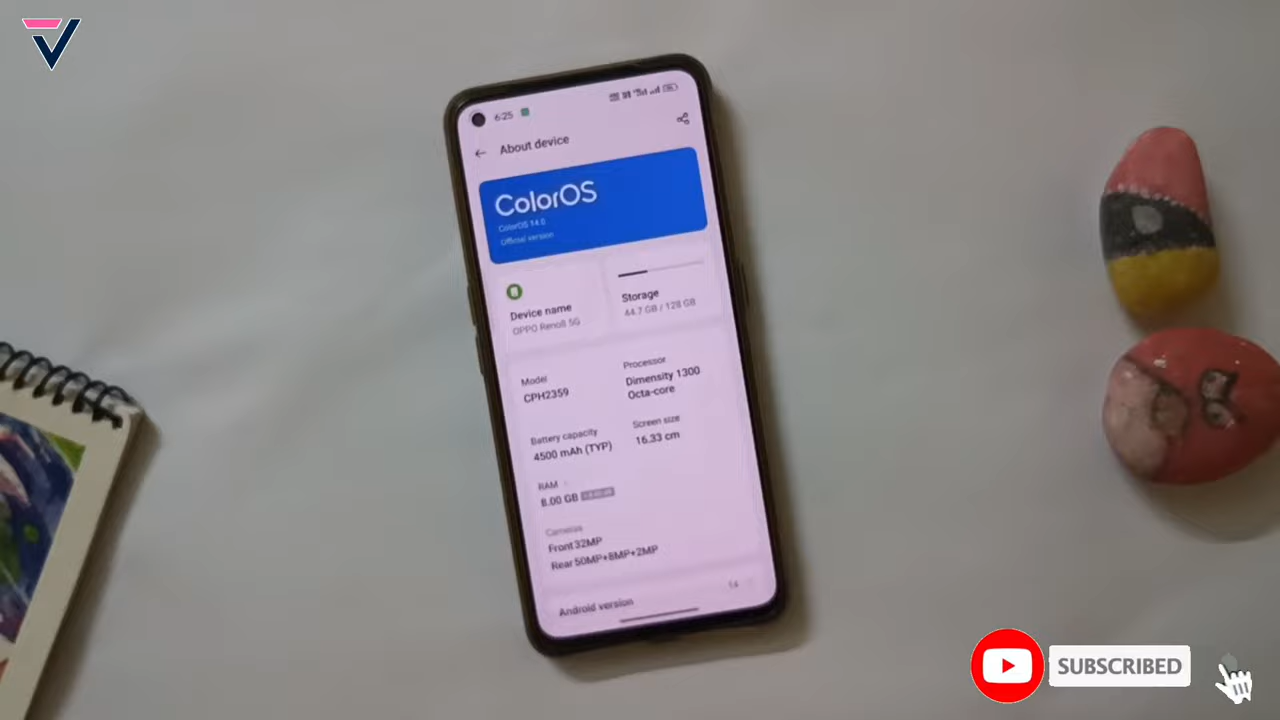 6:25
About device
ColorOS
ColorOS 14.0
Official version
Device name
OPPO Reno8 5G
Storage
44.7 GB / 128 GB
Model
CPH2359
Processor
Dimensity 1300
Octa-core
Battery capacity
4500 mAh (TYP)
Screen size
16.33 cm
RAM
8.00 GB
Cameras
Front 32MP
Rear 50MP+8MP+2MP
Android version
14
SUBSCRIBED